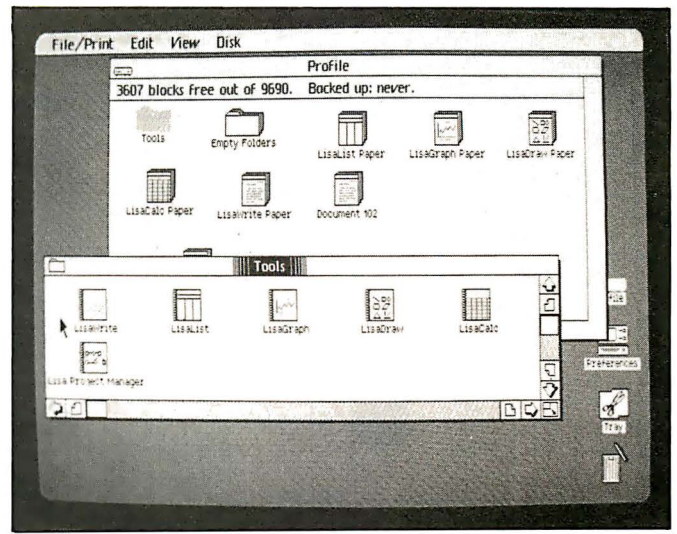 File/Print Edit View Disk
Profile
3607 blocks free out of 9690. Backed up: never.
Tools
Empty Folders
LisaList Paper
LisaGraph Paper
LisaDraw Paper
LisaCalc Paper
LisaWrite Paper
Document 102
Tools
LisaWrite
LisaList
LisaGraph
LisaDraw
LisaCalc
Lisa Project Manager
Preferences
Tray